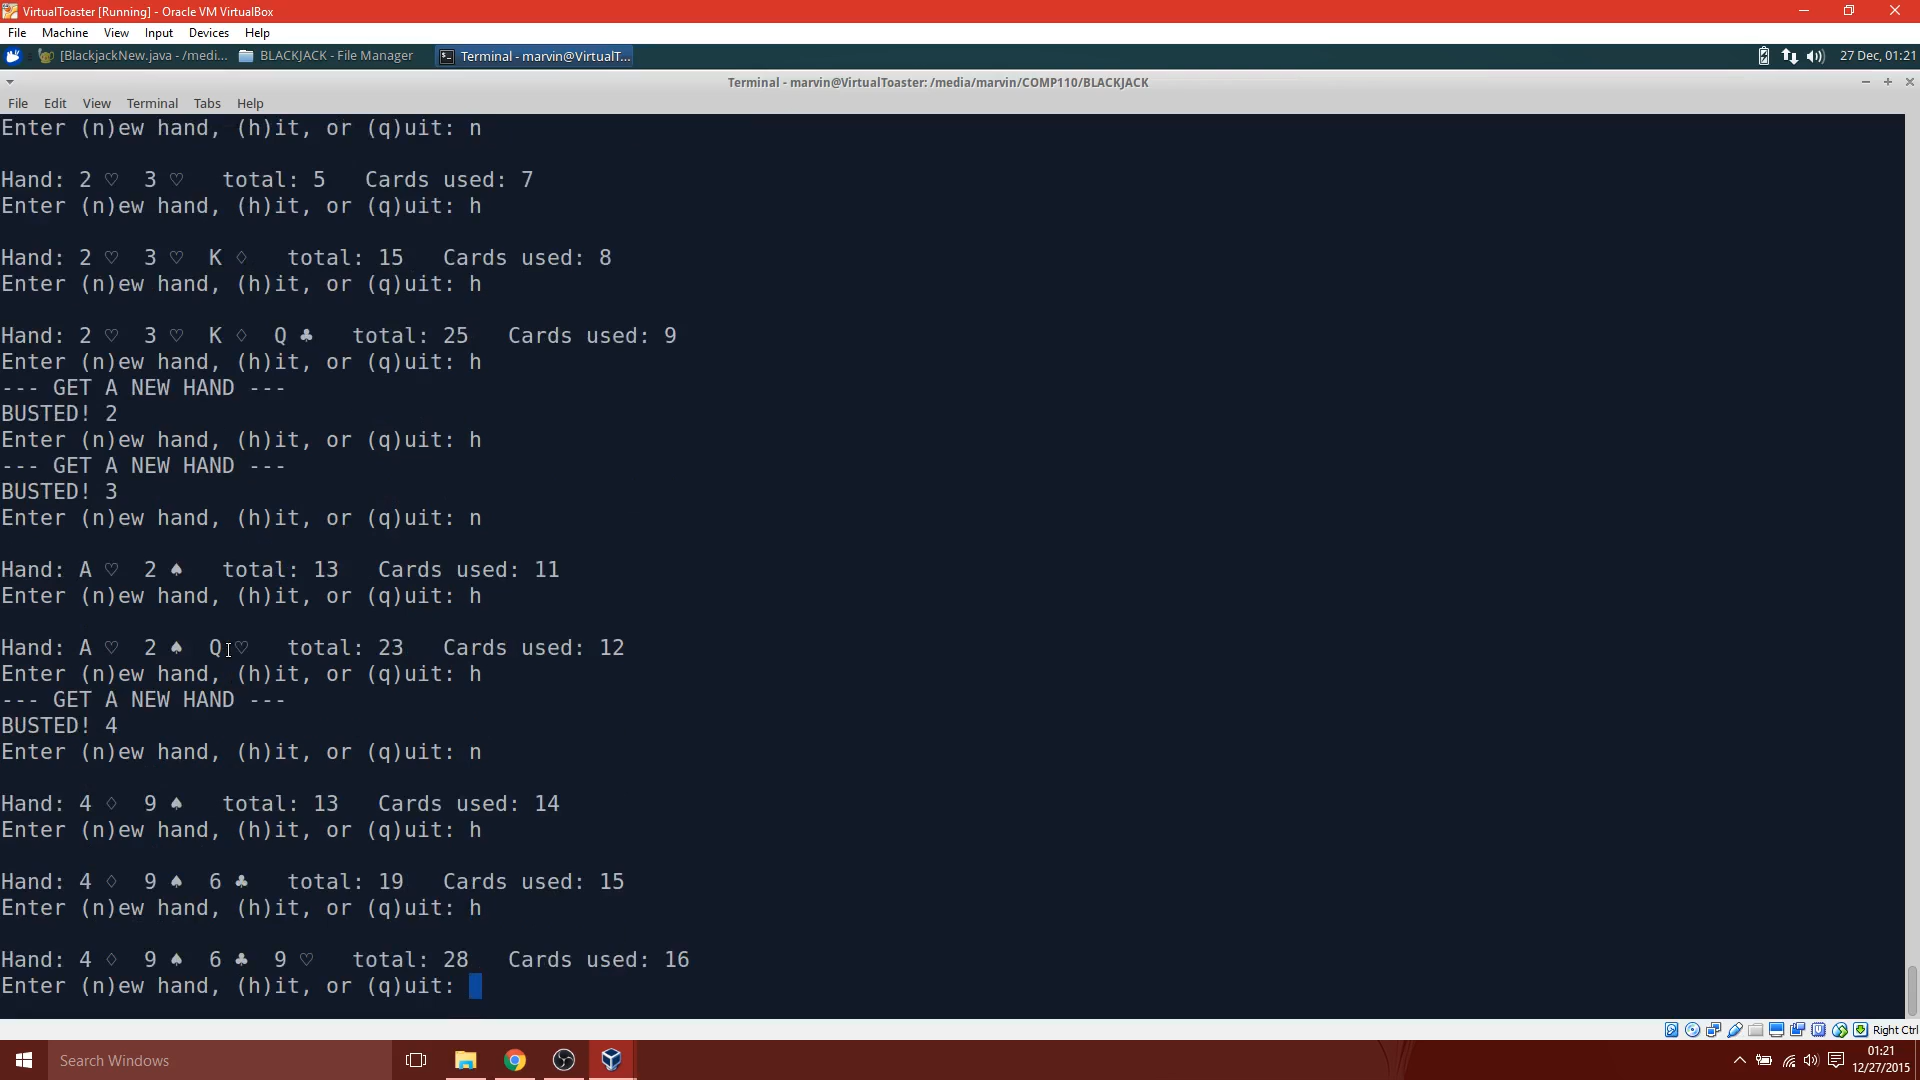 VirtualToaster [Running] - Oracle VM VirtualBox
File Machine View Input Devices Help
[BlackjackNew.java - /medi... BLACKJACK - File Manager Terminal - marvin@VirtualT... 27 Dec, 01:21
Terminal - marvin@VirtualToaster: /media/marvin/COMP110/BLACKJACK
File Edit View Terminal Tabs Help
Enter (n)ew hand, (h)it, or (q)uit: n
Hand: 2 ♡ 3 ♡ total: 5 Cards used: 7
Enter (n)ew hand, (h)it, or (q)uit: h
Hand: 2 ♡ 3 ♡ K ♢ total: 15 Cards used: 8
Enter (n)ew hand, (h)it, or (q)uit: h
Hand: 2 ♡ 3 ♡ K ♢ Q ♣ total: 25 Cards used: 9
Enter (n)ew hand, (h)it, or (q)uit: h
--- GET A NEW HAND ---
BUSTED! 2
Enter (n)ew hand, (h)it, or (q)uit: h
--- GET A NEW HAND ---
BUSTED! 3
Enter (n)ew hand, (h)it, or (q)uit: n
Hand: A ♡ 2 ♠ total: 13 Cards used: 11
Enter (n)ew hand, (h)it, or (q)uit: h
Hand: A ♡ 2 ♠ Q ♡ total: 23 Cards used: 12
Enter (n)ew hand, (h)it, or (q)uit: h
--- GET A NEW HAND ---
BUSTED! 4
Enter (n)ew hand, (h)it, or (q)uit: n
Hand: 4 ♢ 9 ♠ total: 13 Cards used: 14
Enter (n)ew hand, (h)it, or (q)uit: h
Hand: 4 ♢ 9 ♠ 6 ♣ total: 19 Cards used: 15
Enter (n)ew hand, (h)it, or (q)uit: h
Hand: 4 ♢ 9 ♠ 6 ♣ 9 ♡ total: 28 Cards used: 16
Enter (n)ew hand, (h)it, or (q)uit:
Right Ctrl
Search Windows
01:21
12/27/2015